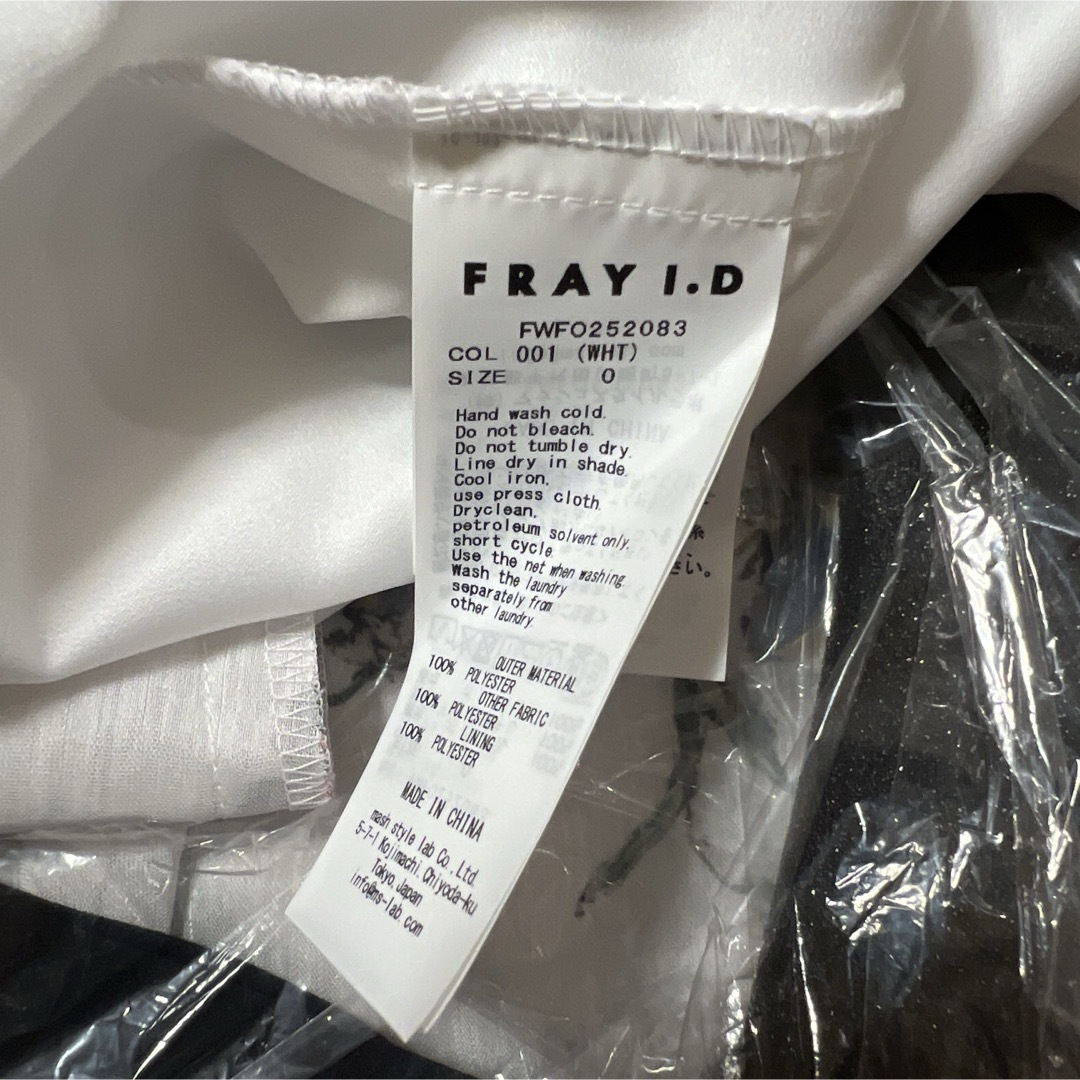 FRAY I.D
FWFO252083
COL 001 (WHT)
SIZE 0
Hand wash cold.
Do not bleach.
Do not tumble dry.
Line dry in shade.
Cool iron,
use press cloth.
Dryclean,
petroleum solvent only,
short cycle.
Use the net when washing.
Wash the laundry
separately from
other laundry.
OUTER MATERIAL
100% POLYESTER
OTHER FABRIC
100% POLYESTER
LINING
100% POLYESTER
MADE IN CHINA
mash style lab Co., Ltd.
5-7-1 Kojimachi, Chiyoda-ku
Tokyo, Japan
info@ms-lab.com
さい。